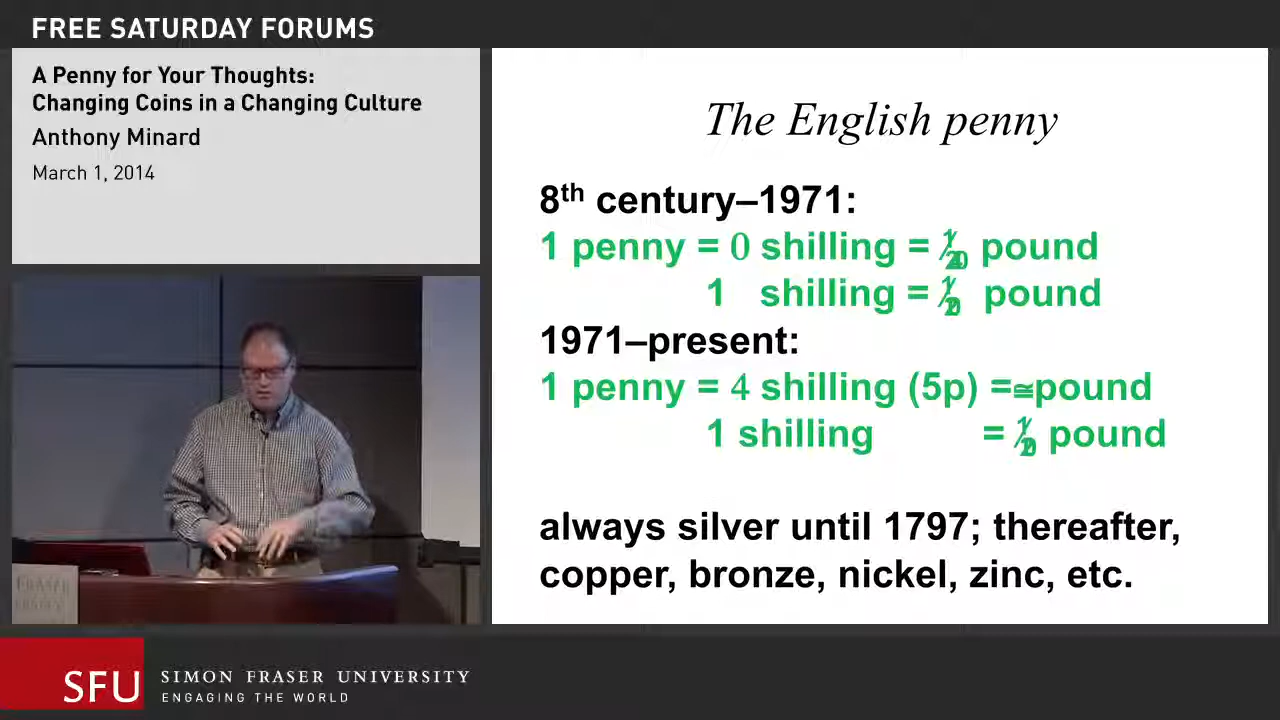 FREE SATURDAY FORUMS
A Penny for Your Thoughts:
Changing Coins in a Changing Culture
Anthony Minard
March 1, 2014
The English penny
8th century–1971:
1 penny = 0 shilling = pound
1 shilling = pound
1971–present:
1 penny = 4 shilling (5p) =≅pound
1 shilling = pound
always silver until 1797; thereafter,
copper, bronze, nickel, zinc, etc.
SFU
SIMON FRASER UNIVERSITY
ENGAGING THE WORLD